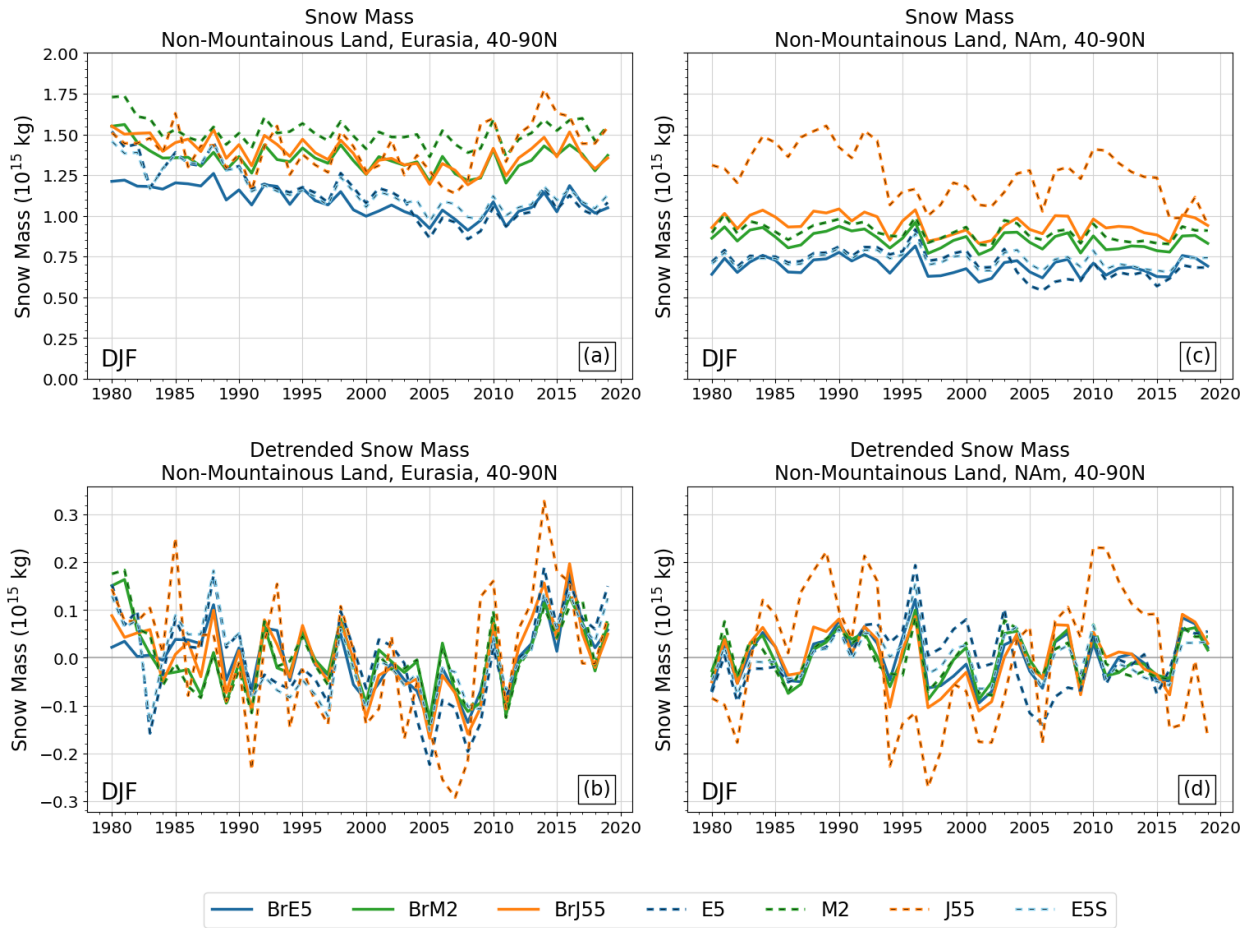 Snow Mass
Non-Mountainous Land, Eurasia, 40-90N
Snow Mass (10^15 kg)
2.00
1.75
1.50
1.25
1.00
0.75
0.50
0.25
0.00
DJF
(a)
1980 1985 1990 1995 2000 2005 2010 2015 2020
Snow Mass
Non-Mountainous Land, NAm, 40-90N
Snow Mass (10^15 kg)
DJF
(c)
1980 1985 1990 1995 2000 2005 2010 2015 2020
Detrended Snow Mass
Non-Mountainous Land, Eurasia, 40-90N
Snow Mass (10^15 kg)
0.3
0.2
0.1
0.0
−0.1
−0.2
−0.3
DJF
(b)
1980 1985 1990 1995 2000 2005 2010 2015 2020
Detrended Snow Mass
Non-Mountainous Land, NAm, 40-90N
Snow Mass (10^15 kg)
DJF
(d)
1980 1985 1990 1995 2000 2005 2010 2015 2020
BrE5 BrM2 BrJ55 E5 M2 J55 E5S